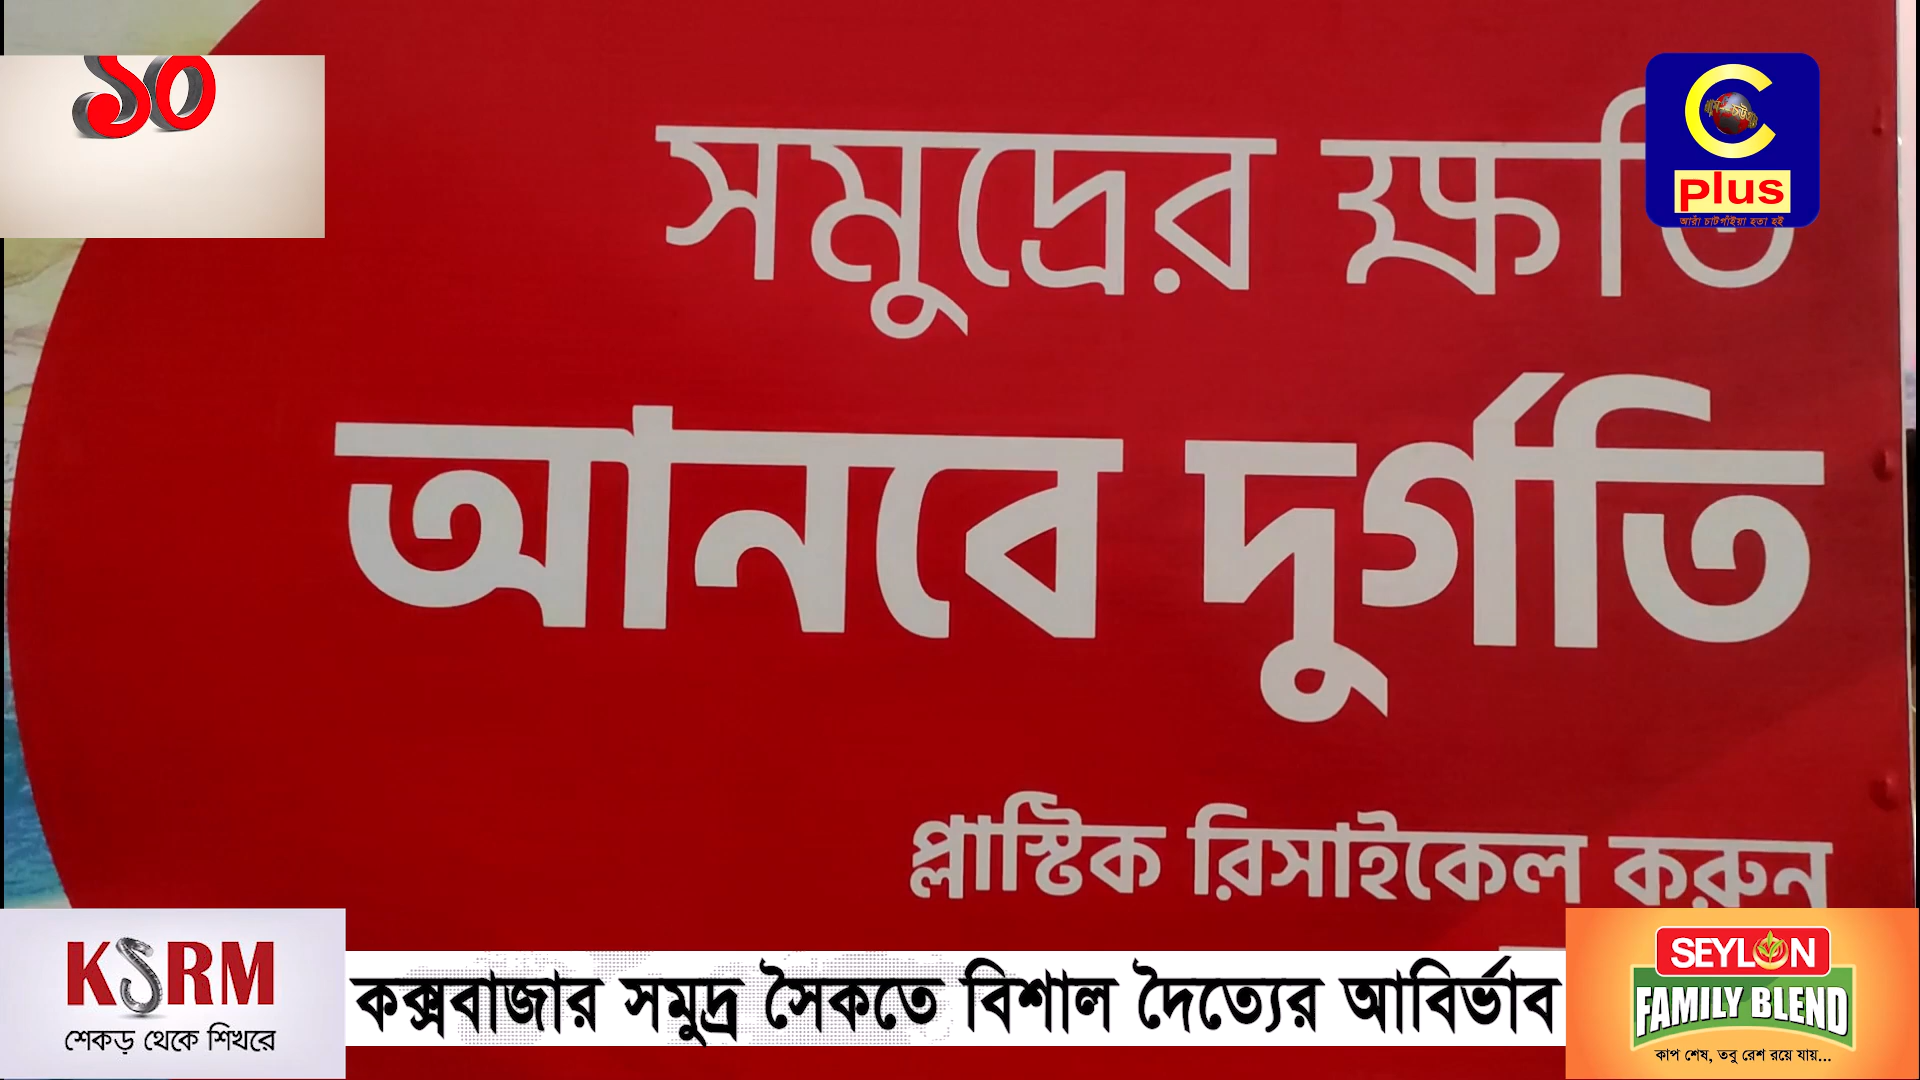 ১০
সমুদ্রের ক্ষতি
C
plus
আরাঁ চাটগাঁইয়া হতা হই
আনবে দুর্গতি
প্লাস্টিক রিসাইকেল করুন
KSRM
শেকড় থেকে শিখরে
কক্সবাজার সমুদ্র সৈকতে বিশাল দৈত্যের আবির্ভাব
SEYLON
FAMILY BLEND
কাপ শেষ, তবু রেশ রয়ে যায়...